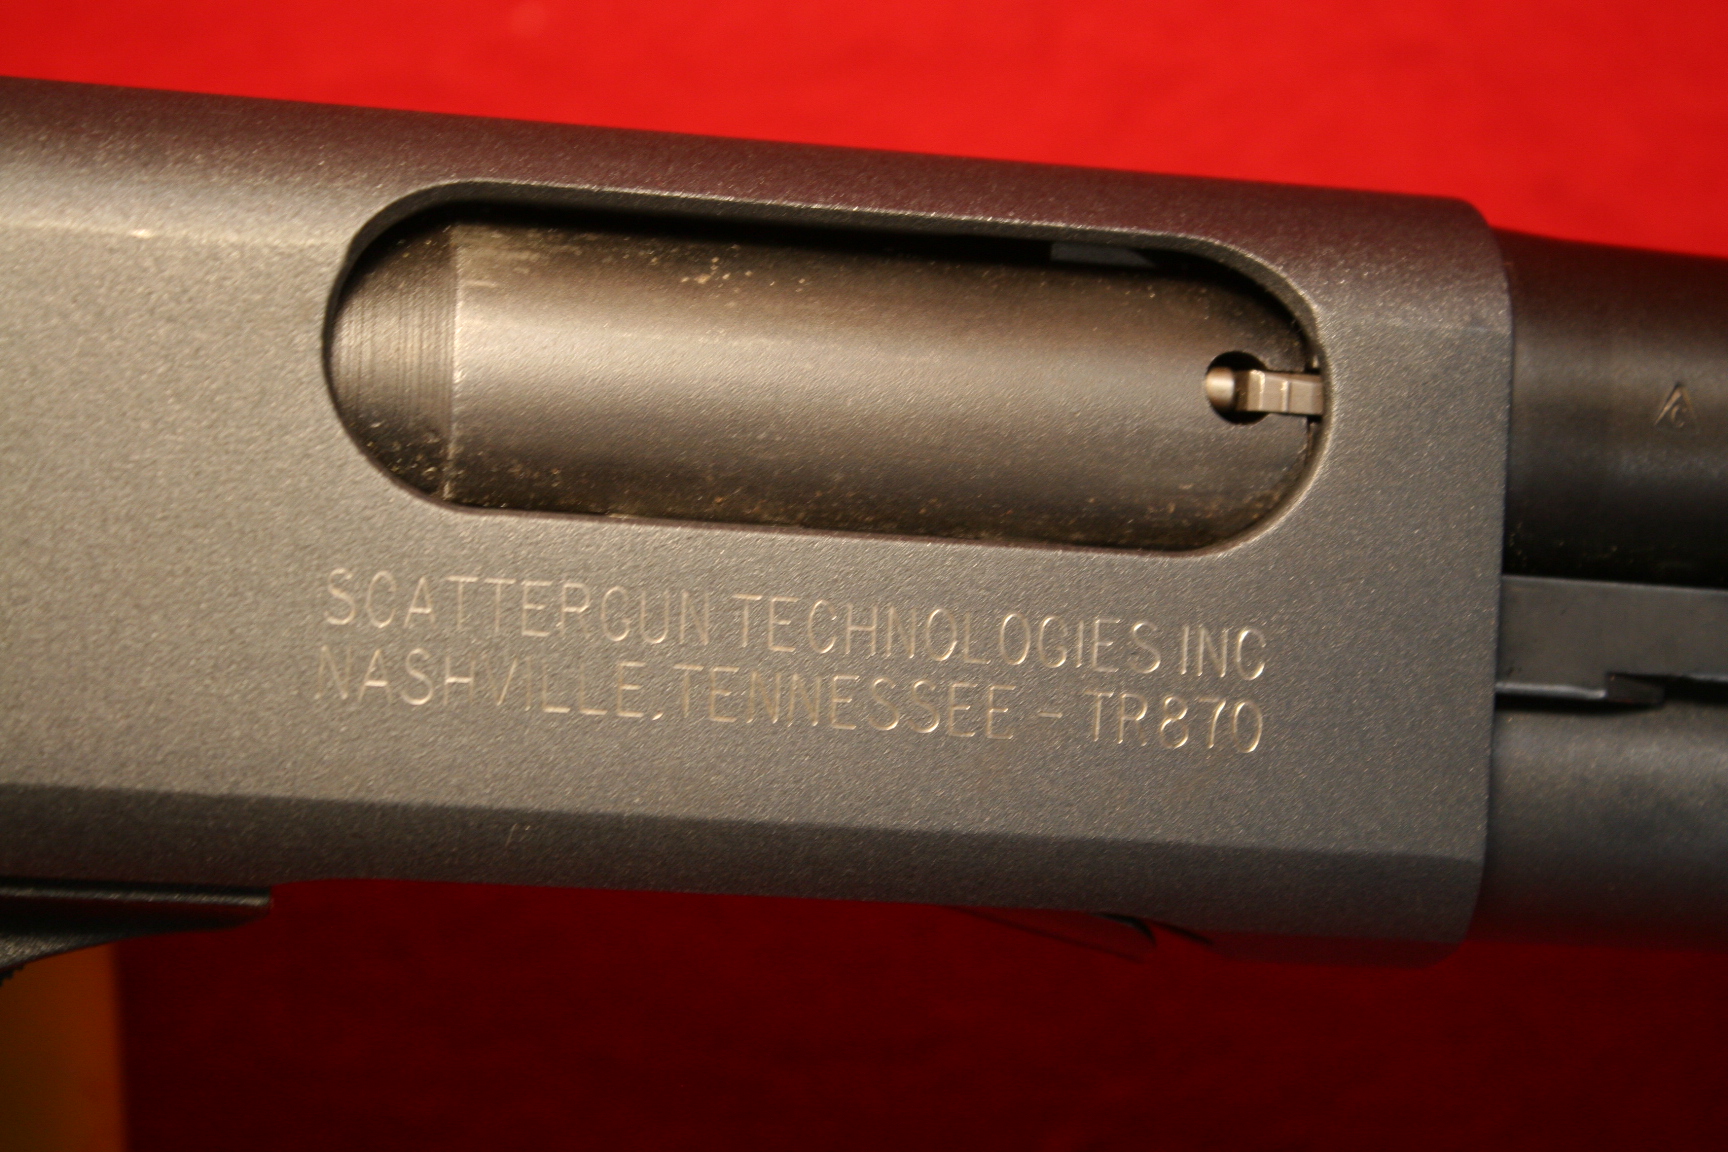 SCATTERGUN TECHNOLOGIES INC
NASHVILLE, TENNESSEE - TR870